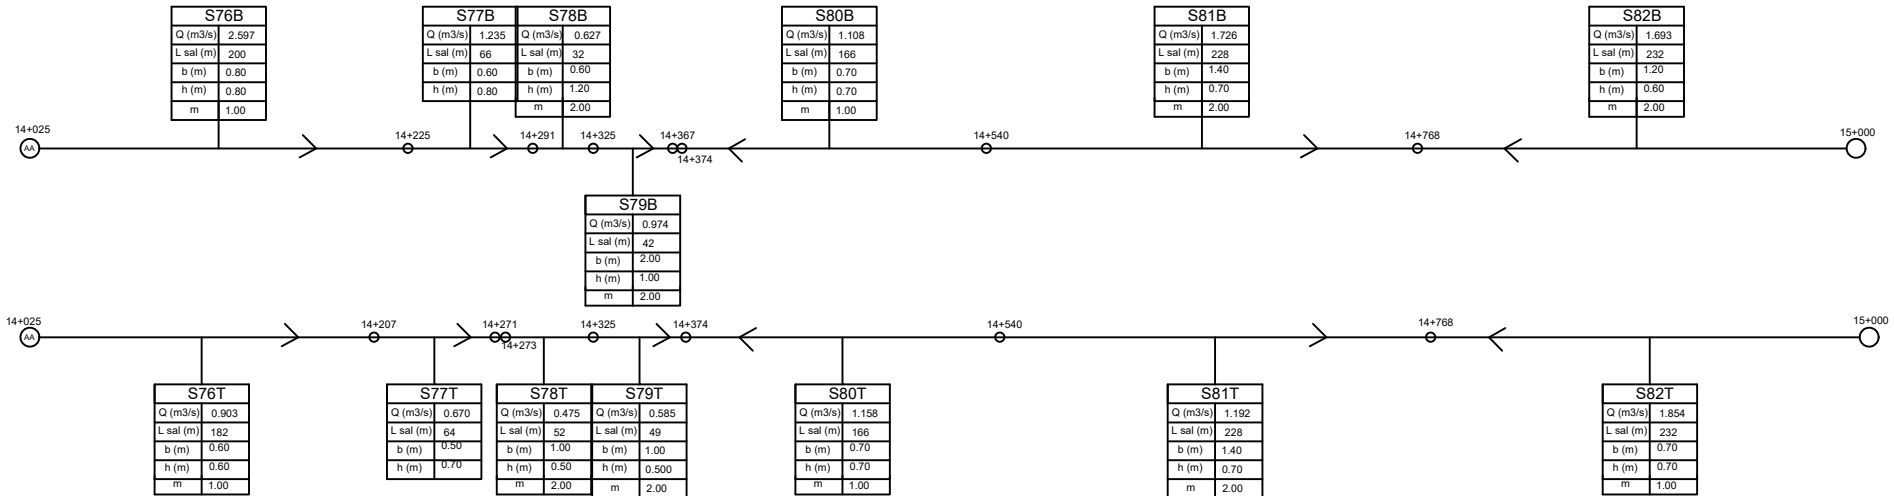 S76B
Q (m3/s) 2.597
L sal (m) 200
b (m) 0.80
h (m) 0.80
m 1.00
S77B
Q (m3/s) 1.235
L sal (m) 66
b (m) 0.60
h (m) 0.80
S78B
Q (m3/s) 0.627
L sal (m) 32
b (m) 0.60
h (m) 1.20
m 2.00
S80B
Q (m3/s) 1.108
L sal (m) 166
b (m) 0.70
h (m) 0.70
m 1.00
S81B
Q (m3/s) 1.726
L sal (m) 228
b (m) 1.40
h (m) 0.70
m 2.00
S82B
Q (m3/s) 1.693
L sal (m) 232
b (m) 1.20
h (m) 0.60
m 2.00
14+025 14+225 14+291 14+325 14+367 14+540 14+768 15+000
AA
14+374
S79B
Q (m3/s) 0.974
L sal (m) 42
b (m) 2.00
h (m) 1.00
m 2.00
14+025 14+207 14+271 14+325 14+374 14+540 14+768 15+000
AA
14+273
S76T
Q (m3/s) 0.903
L sal (m) 182
b (m) 0.60
h (m) 0.60
m 1.00
S77T
Q (m3/s) 0.670
L sal (m) 64
b (m) 0.50
h (m) 0.70
S78T
Q (m3/s) 0.475
L sal (m) 52
b (m) 1.00
h (m) 0.50
m 2.00
S79T
Q (m3/s) 0.585
L sal (m) 49
b (m) 1.00
h (m) 0.500
m 2.00
S80T
Q (m3/s) 1.158
L sal (m) 166
b (m) 0.70
h (m) 0.70
m 1.00
S81T
Q (m3/s) 1.192
L sal (m) 228
b (m) 1.40
h (m) 0.70
m 2.00
S82T
Q (m3/s) 1.854
L sal (m) 232
b (m) 0.70
h (m) 0.70
m 1.00